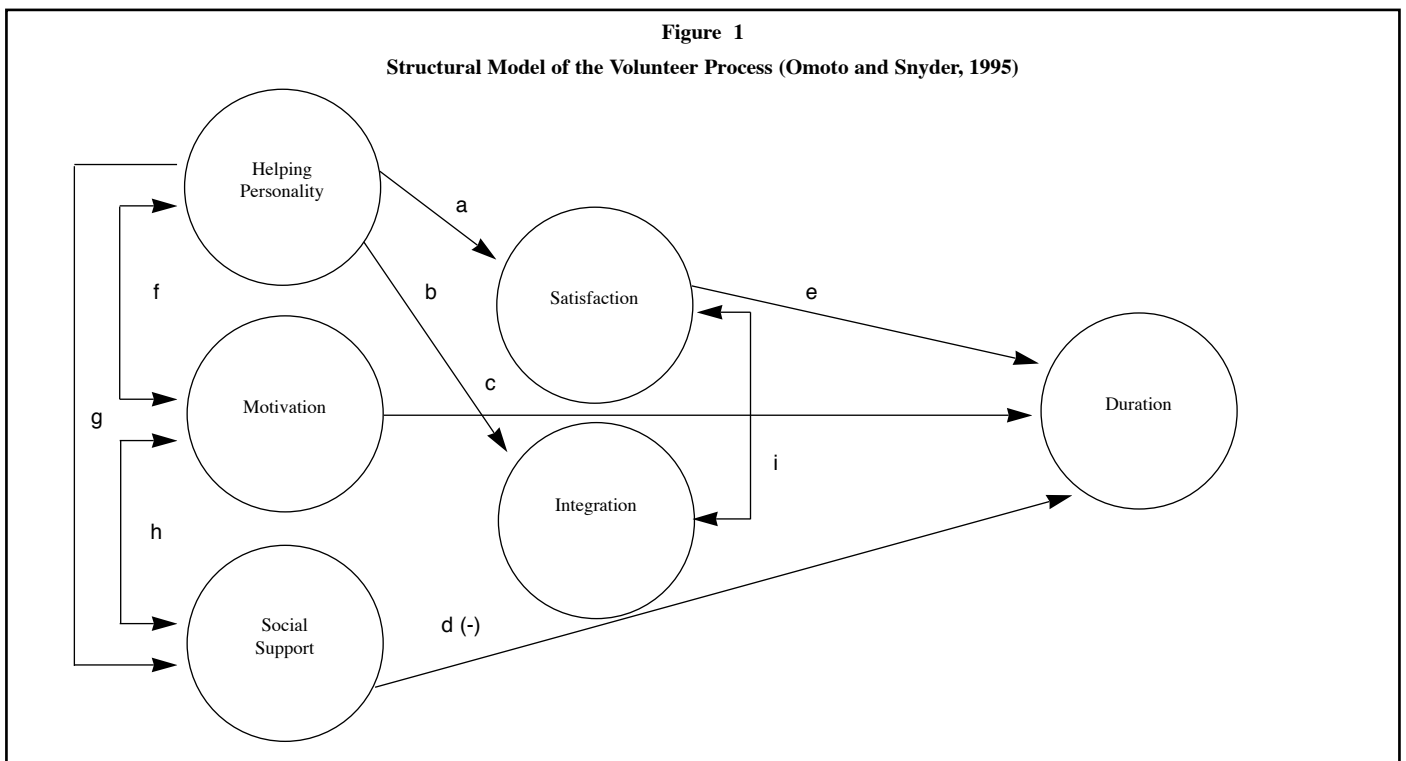 Figure 1
Structural Model of the Volunteer Process (Omoto and Snyder, 1995)
Helping
Personality
a
Satisfaction
b
e
f
c
Motivation
Duration
g
i
Integration
h
d (-)
Social
Support